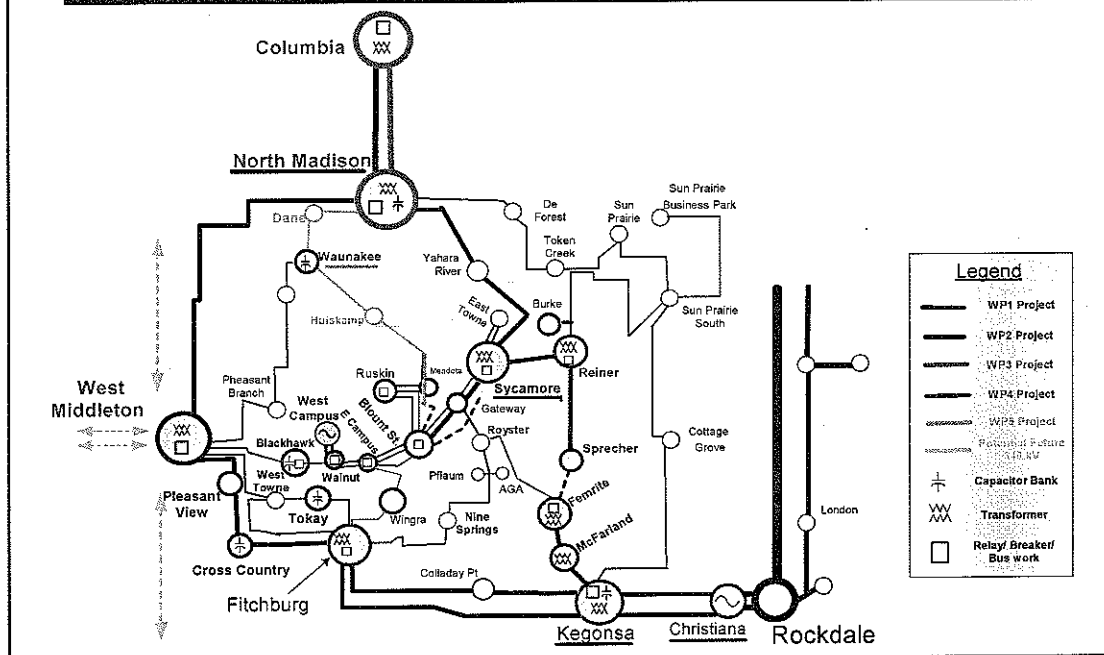 Columbia
North Madison
Dane
De
Forest
Sun
Prairie
Sun Prairie
Business Park
Waunakee
Yahara
River
Token
Creek
Huiskamp
East
Towne
Burke
Sun Prairie
South
West
Middleton
Pheasant
Branch
Ruskin
Mendota
Sycamore
Reiner
West
Campus
Blount St.
E Campus
Gateway
Blackhawk
Walnut
Royster
Cottage
Grove
Sprecher
West
Towne
Pflaum
AGA
Pleasant
View
Tokay
Wingra
Nine
Springs
Femrite
McFarland
London
Cross Country
Fitchburg
Colladay Pt
Kegonsa
Christiana
Rockdale
Legend
WP1 Project
WP2 Project
WP3 Project
WP4 Project
WP5 Project
Potential Future
Capacitor Bank
Transformer
Relay/ Breaker/
Bus work